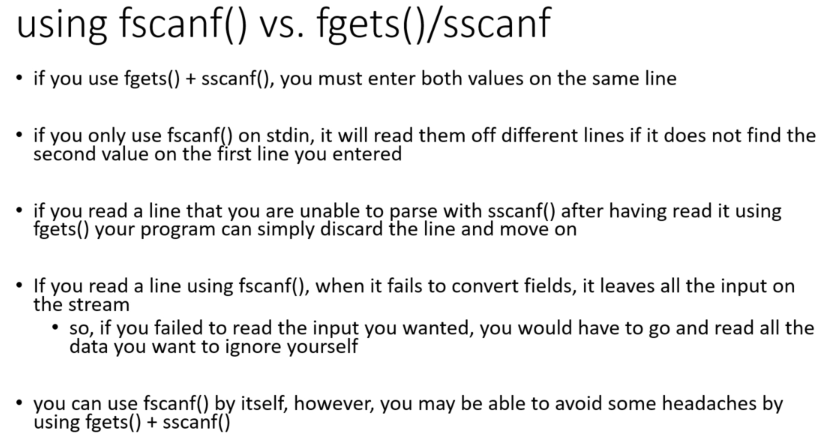 using fscanf() vs. fgets()/sscanf
• if you use fgets() + sscanf(), you must enter both values on the same line
• if you only use fscanf() on stdin, it will read them off different lines if it does not find the
second value on the first line you entered
• if you read a line that you are unable to parse with sscanf() after having read it using
fgets() your program can simply discard the line and move on
• If you read a line using fscanf(), when it fails to convert fields, it leaves all the input on
the stream
• so, if you failed to read the input you wanted, you would have to go and read all the
data you want to ignore yourself
• you can use fscanf() by itself, however, you may be able to avoid some headaches by
using fgets() + sscanf()